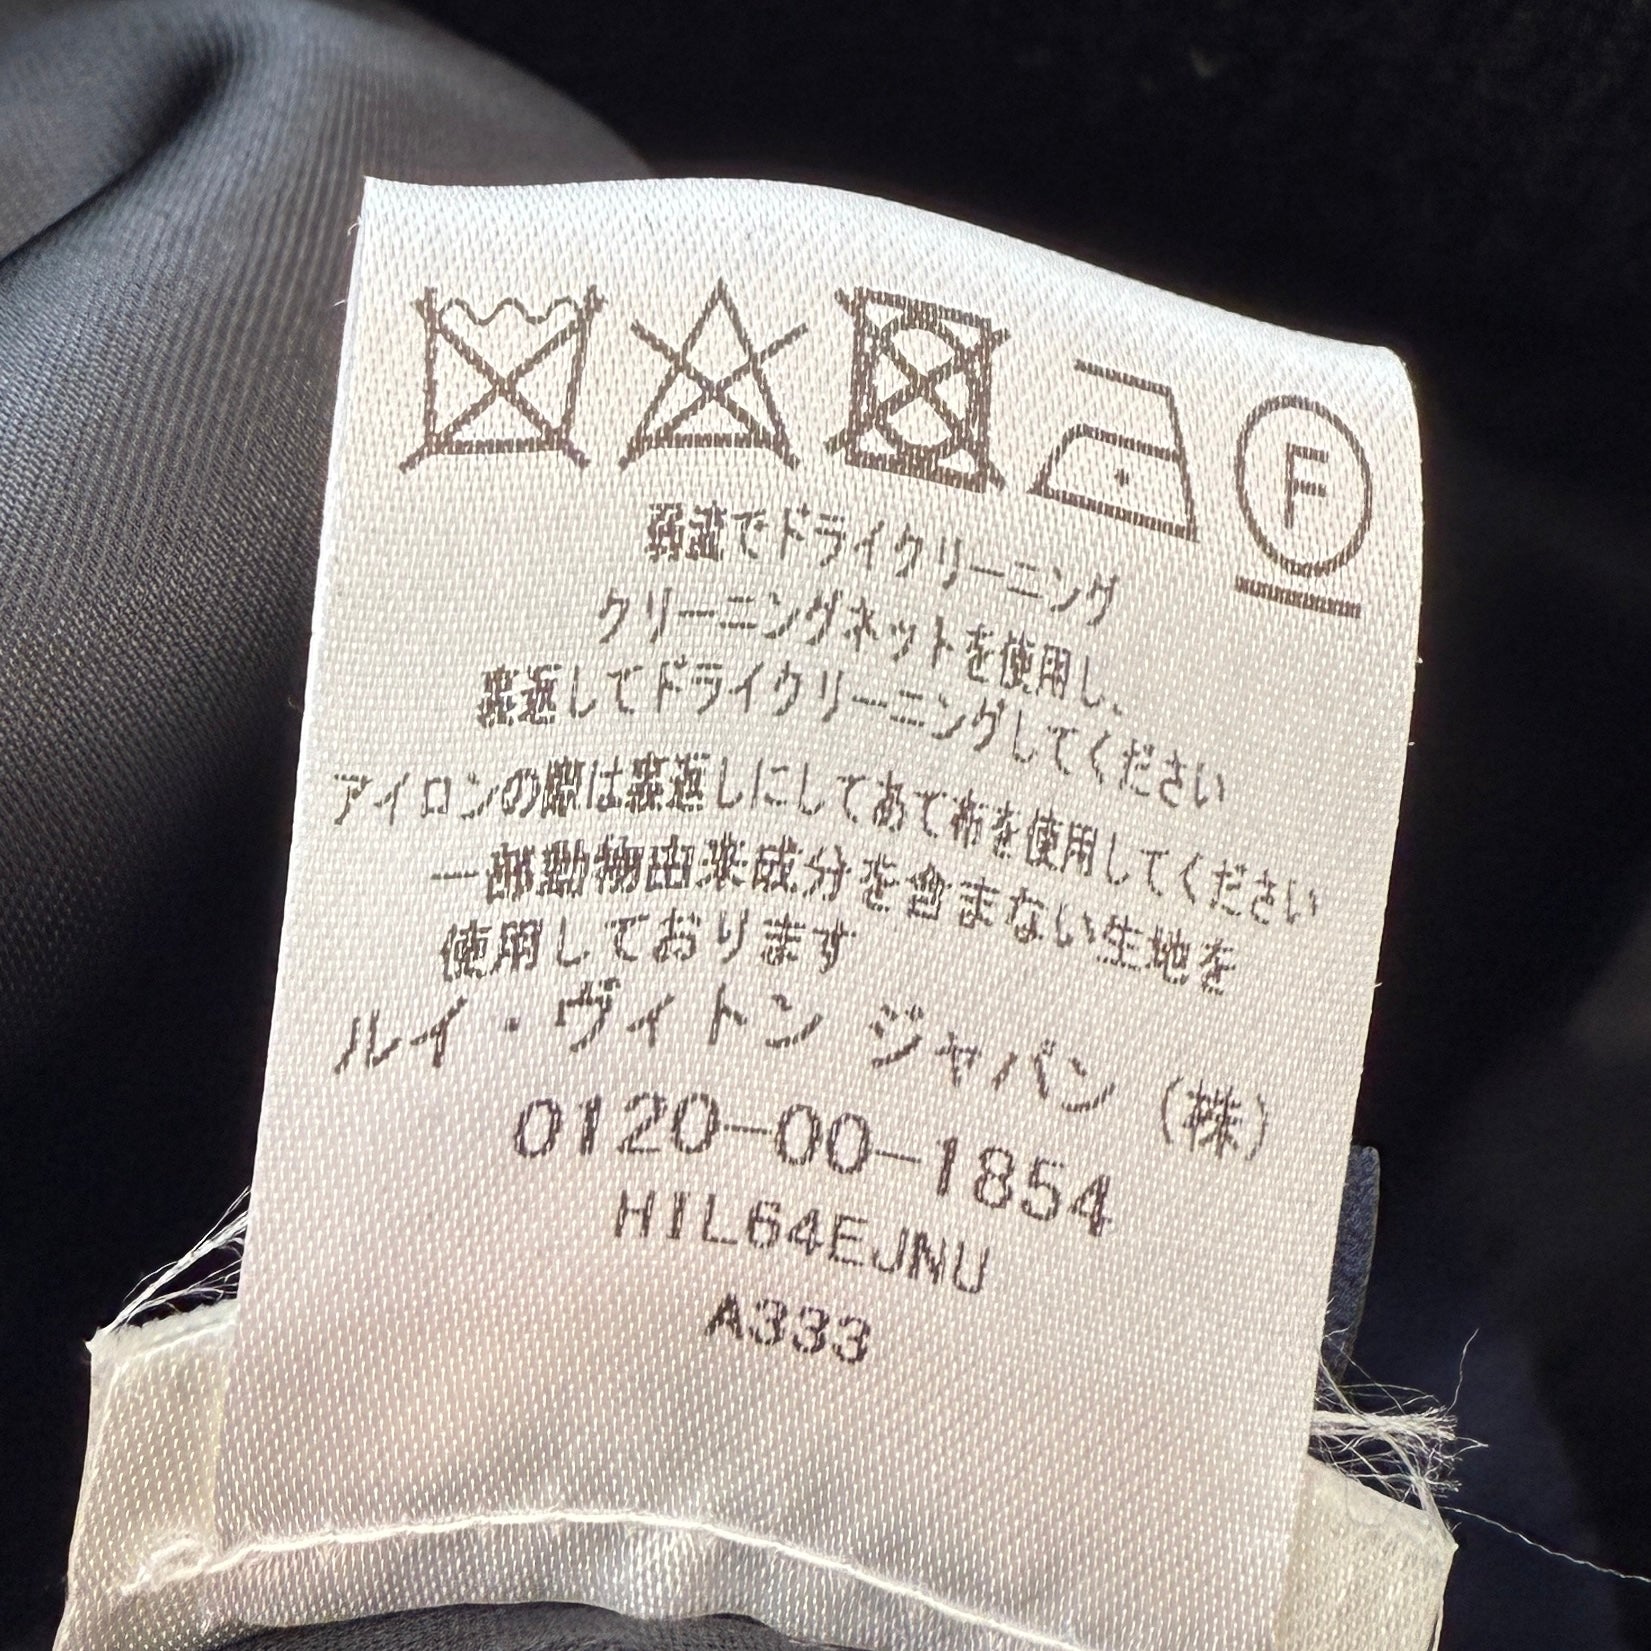 F
弱速でドライクリーニング
クリーニングネットを使用し、
裏返してドライクリーニングしてください
アイロンの際は裏返しにしてあて布を使用してください
一部動物由来成分を含まない生地を
使用しております
ルイ・ヴィトン ジャパン (株)
0120-00-1854
HIL64EJNU
A333